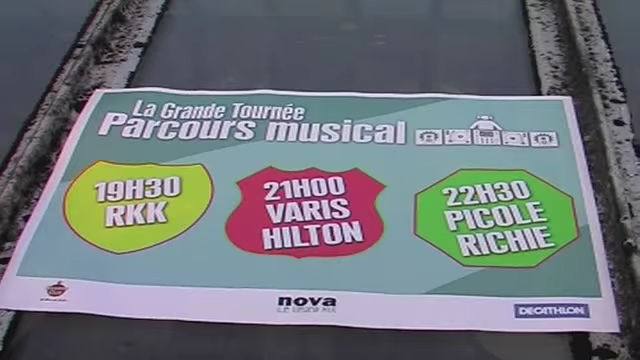 La Grande Tournée
Parcours musical
19H30
RKK
21H00
VARIS
HILTON
22H30
PICOLE
RICHIE
nova
DECATHLON